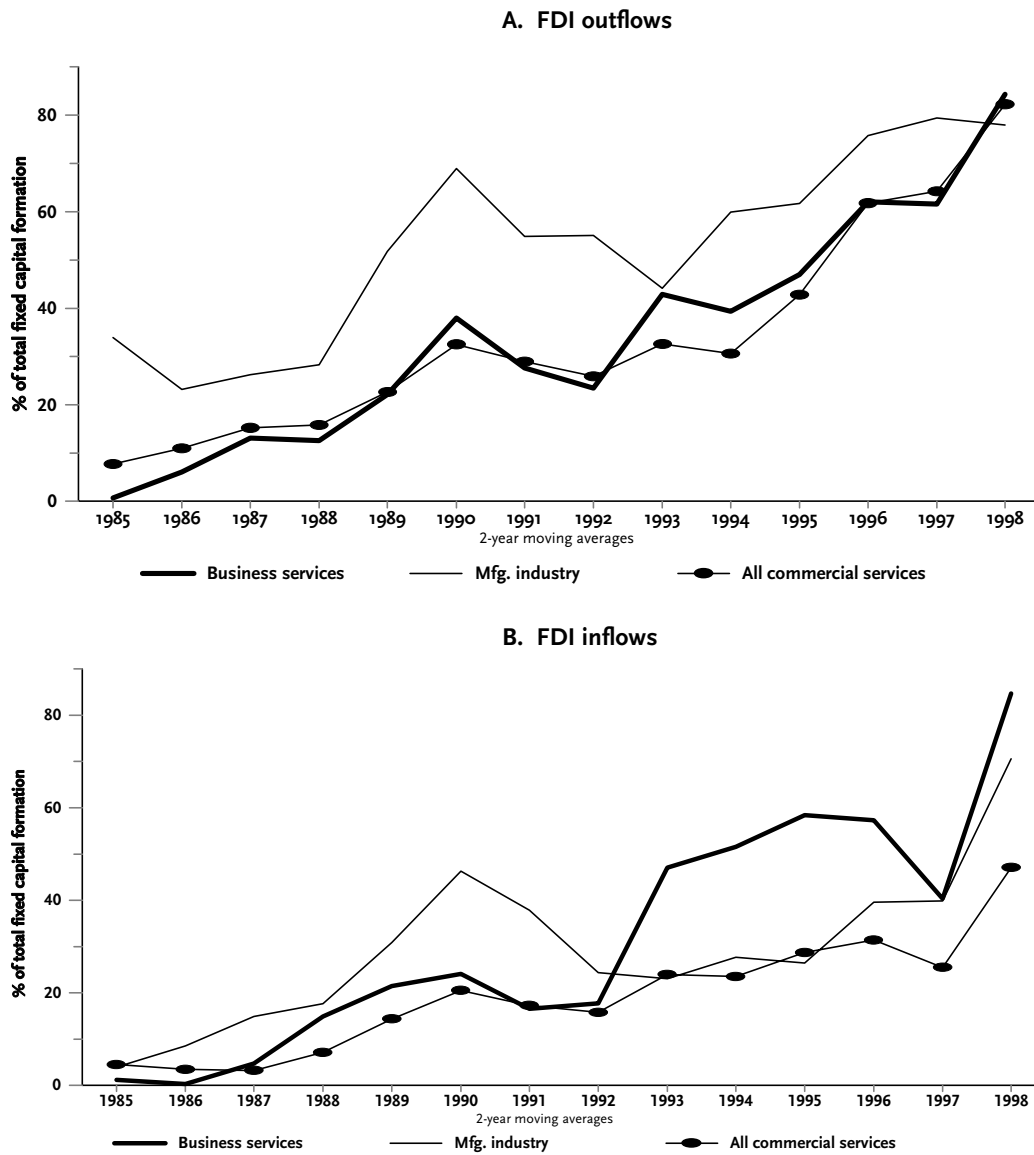 A. FDI outflows
% of total fixed capital formation
80
60
40
20
0
1985 1986 1987 1988 1989 1990 1991 1992 1993 1994 1995 1996 1997 1998
2-year moving averages
Business services Mfg. industry All commercial services
B. FDI inflows
% of total fixed capital formation
80
60
40
20
0
1985 1986 1987 1988 1989 1990 1991 1992 1993 1994 1995 1996 1997 1998
2-year moving averages
Business services Mfg. industry All commercial services